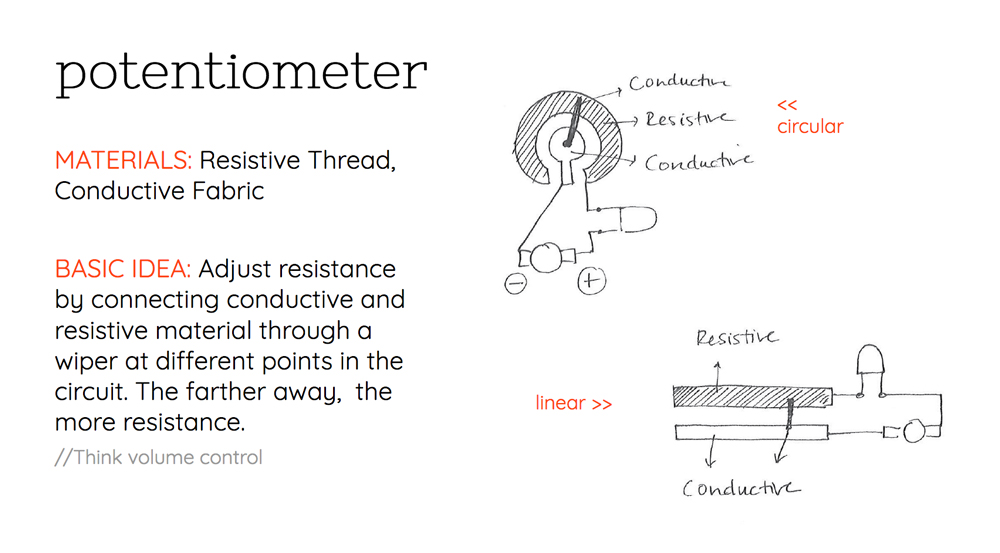 potentiometer
MATERIALS: Resistive Thread,
Conductive Fabric
BASIC IDEA: Adjust resistance
by connecting conductive and
resistive material through a
wiper at different points in the
circuit. The farther away, the
more resistance.
//Think volume control
Conductive
Resistive
Conductive
<<
circular
−
+
Resistive
linear >>
Conductive